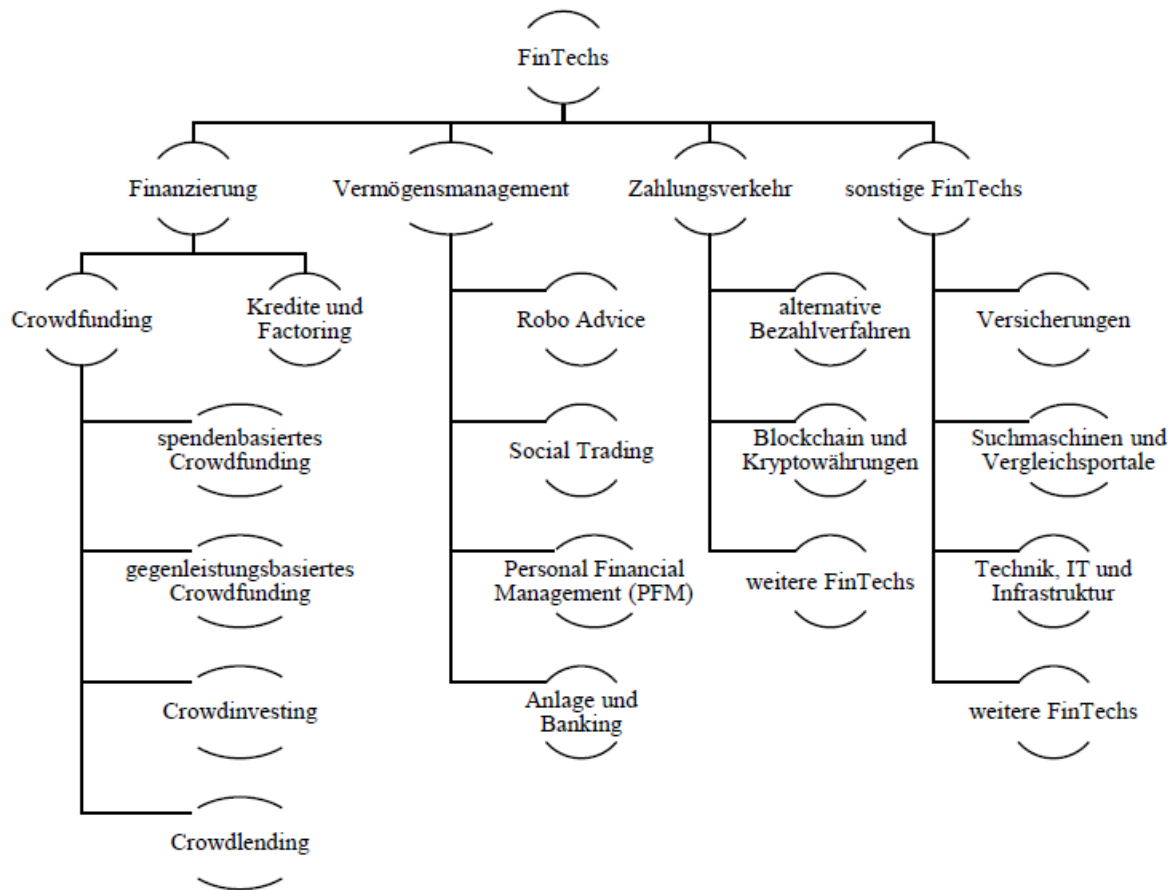 FinTechs
Finanzierung
Vermögensmanagement
Zahlungsverkehr
sonstige FinTechs
Crowdfunding
Kredite und
Factoring
spendenbasiertes
Crowdfunding
gegenleistungsbasiertes
Crowdfunding
Crowdinvesting
Crowdlending
Robo Advice
Social Trading
Personal Financial
Management (PFM)
Anlage und
Banking
alternative
Bezahlverfahren
Blockchain und
Kryptowährungen
weitere FinTechs
Versicherungen
Suchmaschinen und
Vergleichsportale
Technik, IT und
Infrastruktur
weitere FinTechs